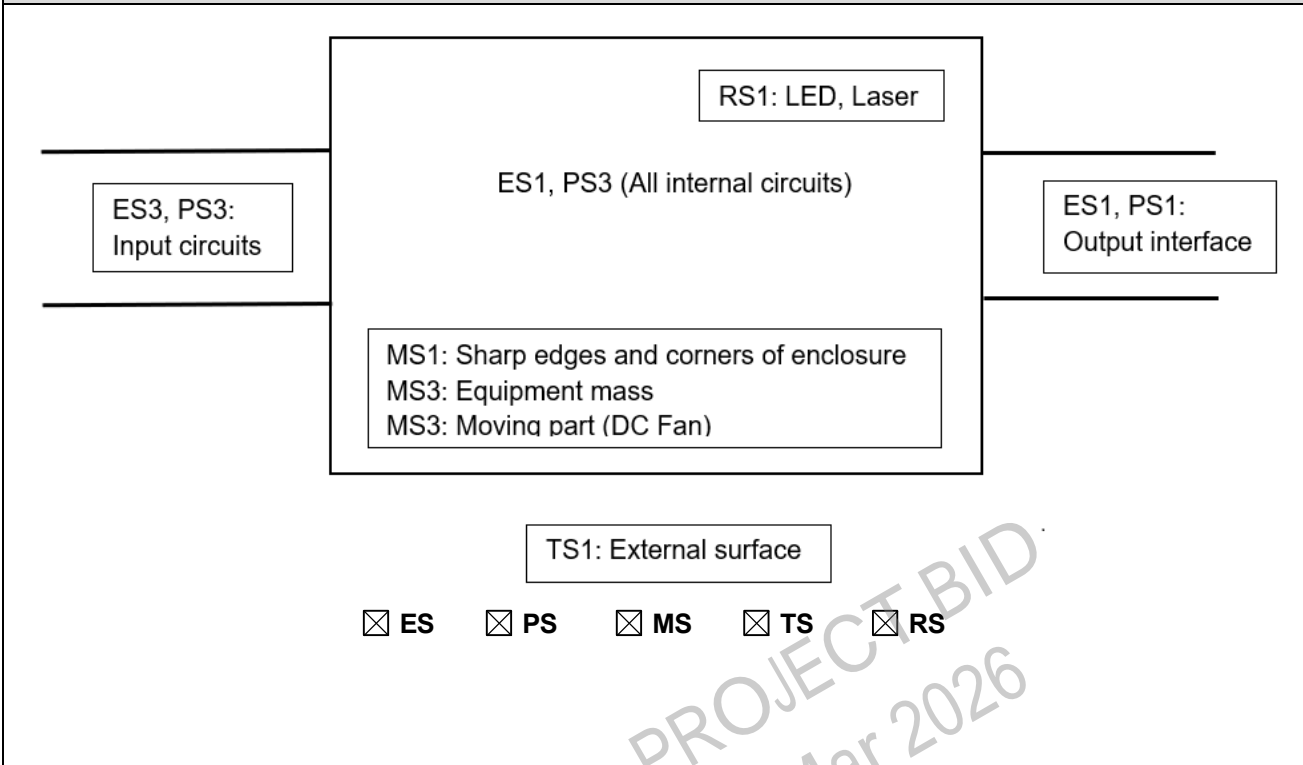 RS1: LED, Laser
ES1, PS3 (All internal circuits)
ES3, PS3:
Input circuits
ES1, PS1:
Output interface
MS1: Sharp edges and corners of enclosure
MS3: Equipment mass
MS3: Moving part (DC Fan)
TS1: External surface
☒ ES ☒ PS ☒ MS ☒ TS ☒ RS
PROJECT BID
Mar 2026